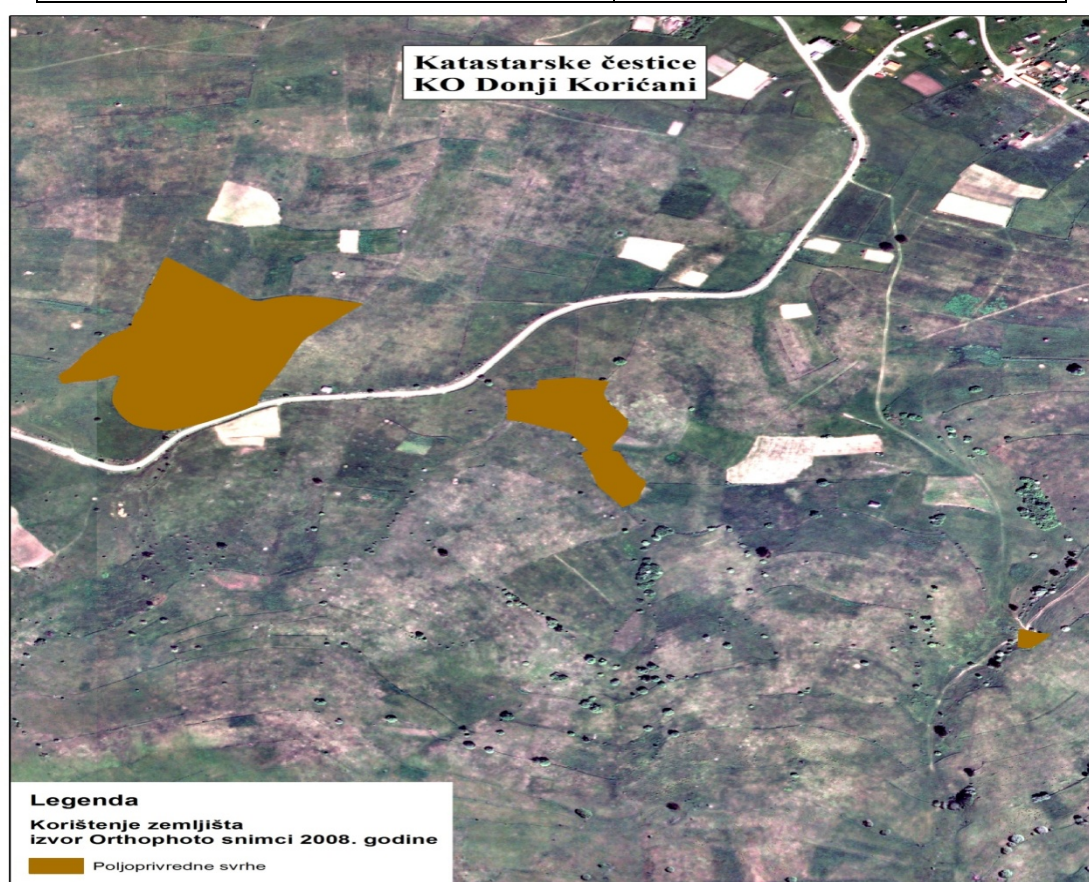 Katastarske čestice
KO Donji Korićani
Legenda
Korištenje zemljišta
izvor Orthophoto snimci 2008. godine
Poljoprivredne svrhe